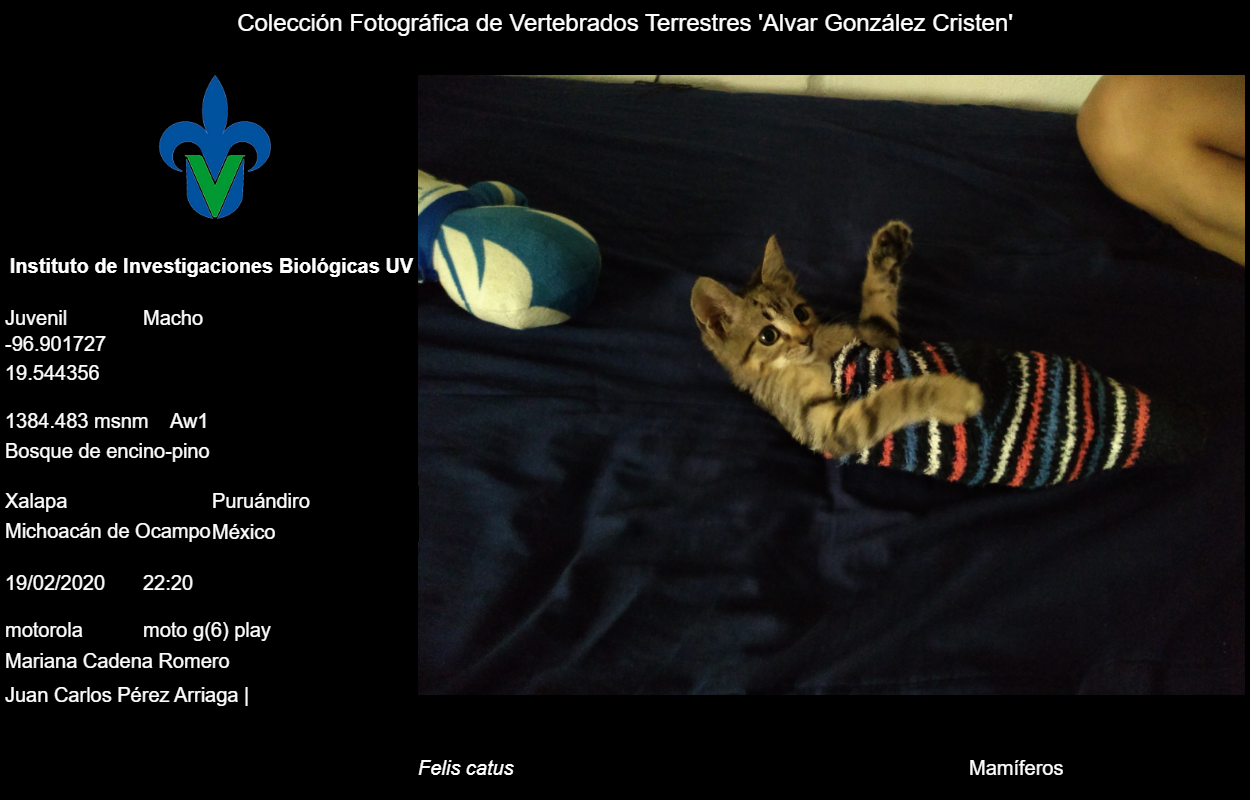 Colección Fotográfica de Vertebrados Terrestres 'Alvar González Cristen'
Instituto de Investigaciones Biológicas UV
Juvenil Macho
-96.901727
19.544356
1384.483 msnm Aw1
Bosque de encino-pino
Xalapa Puruándiro
Michoacán de Ocampo México
19/02/2020 22:20
motorola moto g(6) play
Mariana Cadena Romero
Juan Carlos Pérez Arriaga |
Felis catus Mamíferos